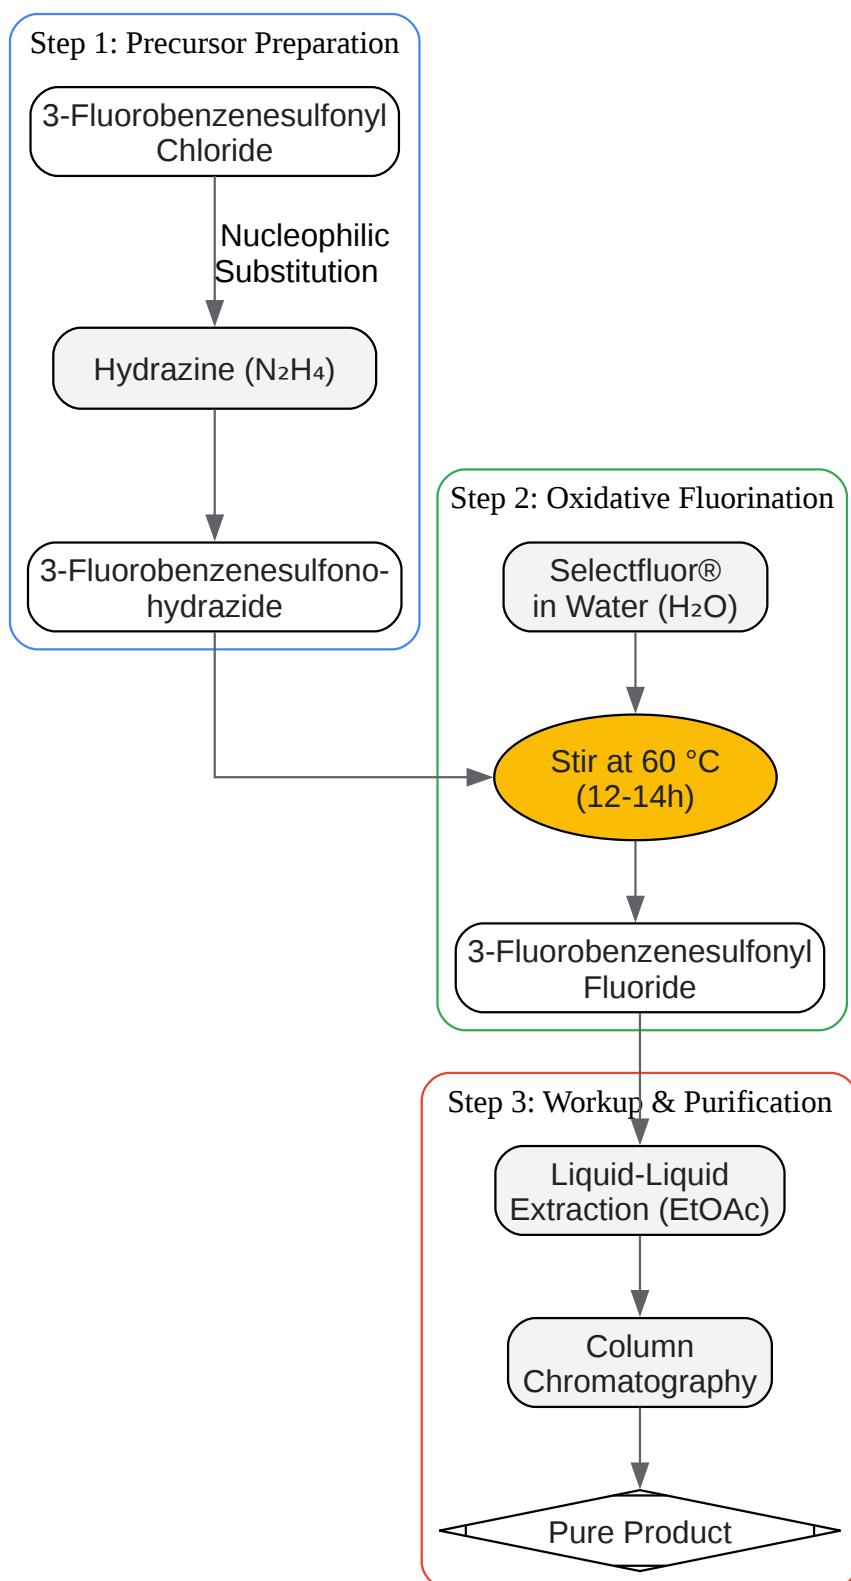 Step 1: Precursor Preparation
3-Fluorobenzenesulfonyl
Chloride
Nucleophilic
Substitution
Hydrazine (N₂H₄)
3-Fluorobenzenesulfono-
hydrazide
Step 2: Oxidative Fluorination
Selectfluor®
in Water (H₂O)
Stir at 60 °C
(12-14h)
3-Fluorobenzenesulfonyl
Fluoride
Step 3: Workup & Purification
Liquid-Liquid
Extraction (EtOAc)
Column
Chromatography
Pure Product